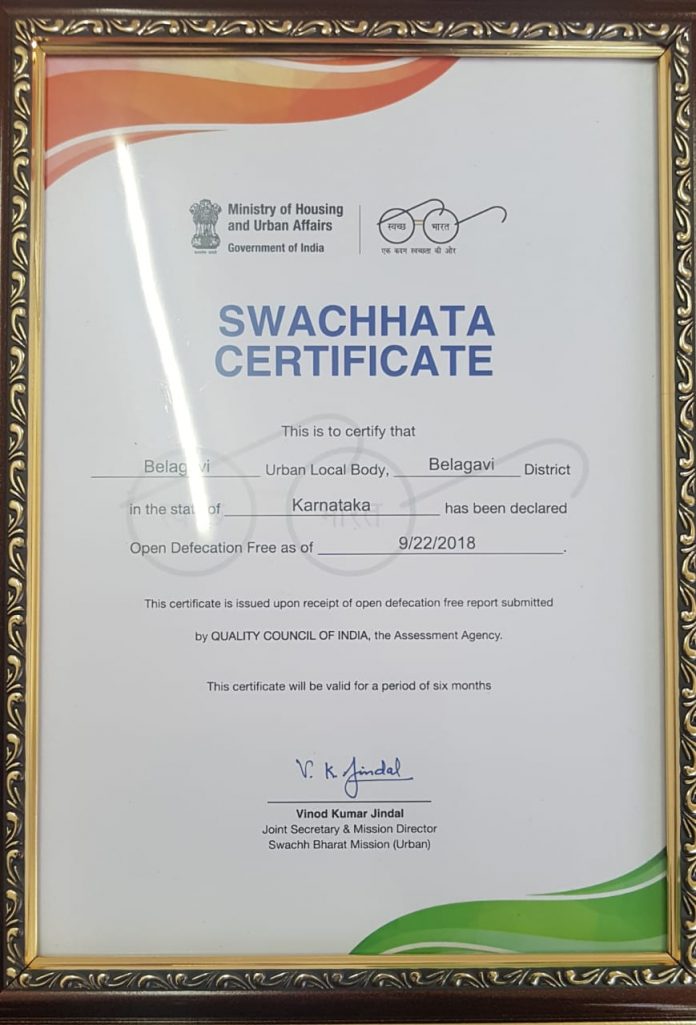 Ministry of Housing
and Urban Affairs
Government of India
स्वच्छ भारत
एक कदम स्वच्छता की ओर
SWACHHATA
CERTIFICATE
This is to certify that
Belagavi Urban Local Body, Belagavi District
in the state of Karnataka has been declared
Open Defecation Free as of 9/22/2018.
This certificate is issued upon receipt of open defecation free report submitted
by QUALITY COUNCIL OF INDIA, the Assessment Agency.
This certificate will be valid for a period of six months
V. K Jindal
Vinod Kumar Jindal
Joint Secretary & Mission Director
Swachh Bharat Mission (Urban)